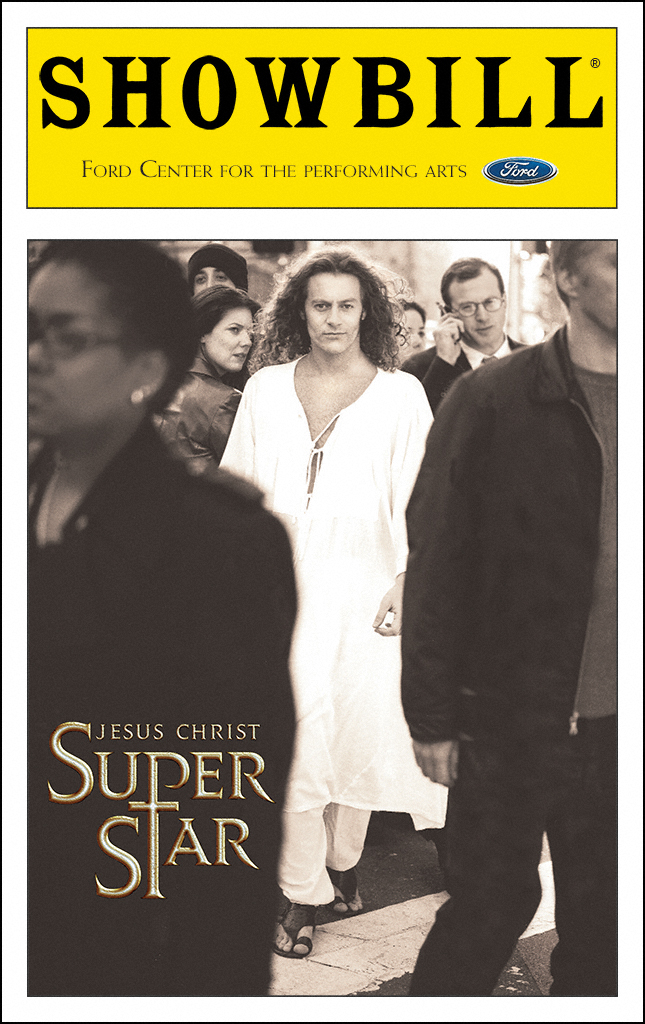 SHOWBILL®
FORD CENTER FOR THE PERFORMING ARTS Ford
JESUS CHRIST
SUPER
STAR